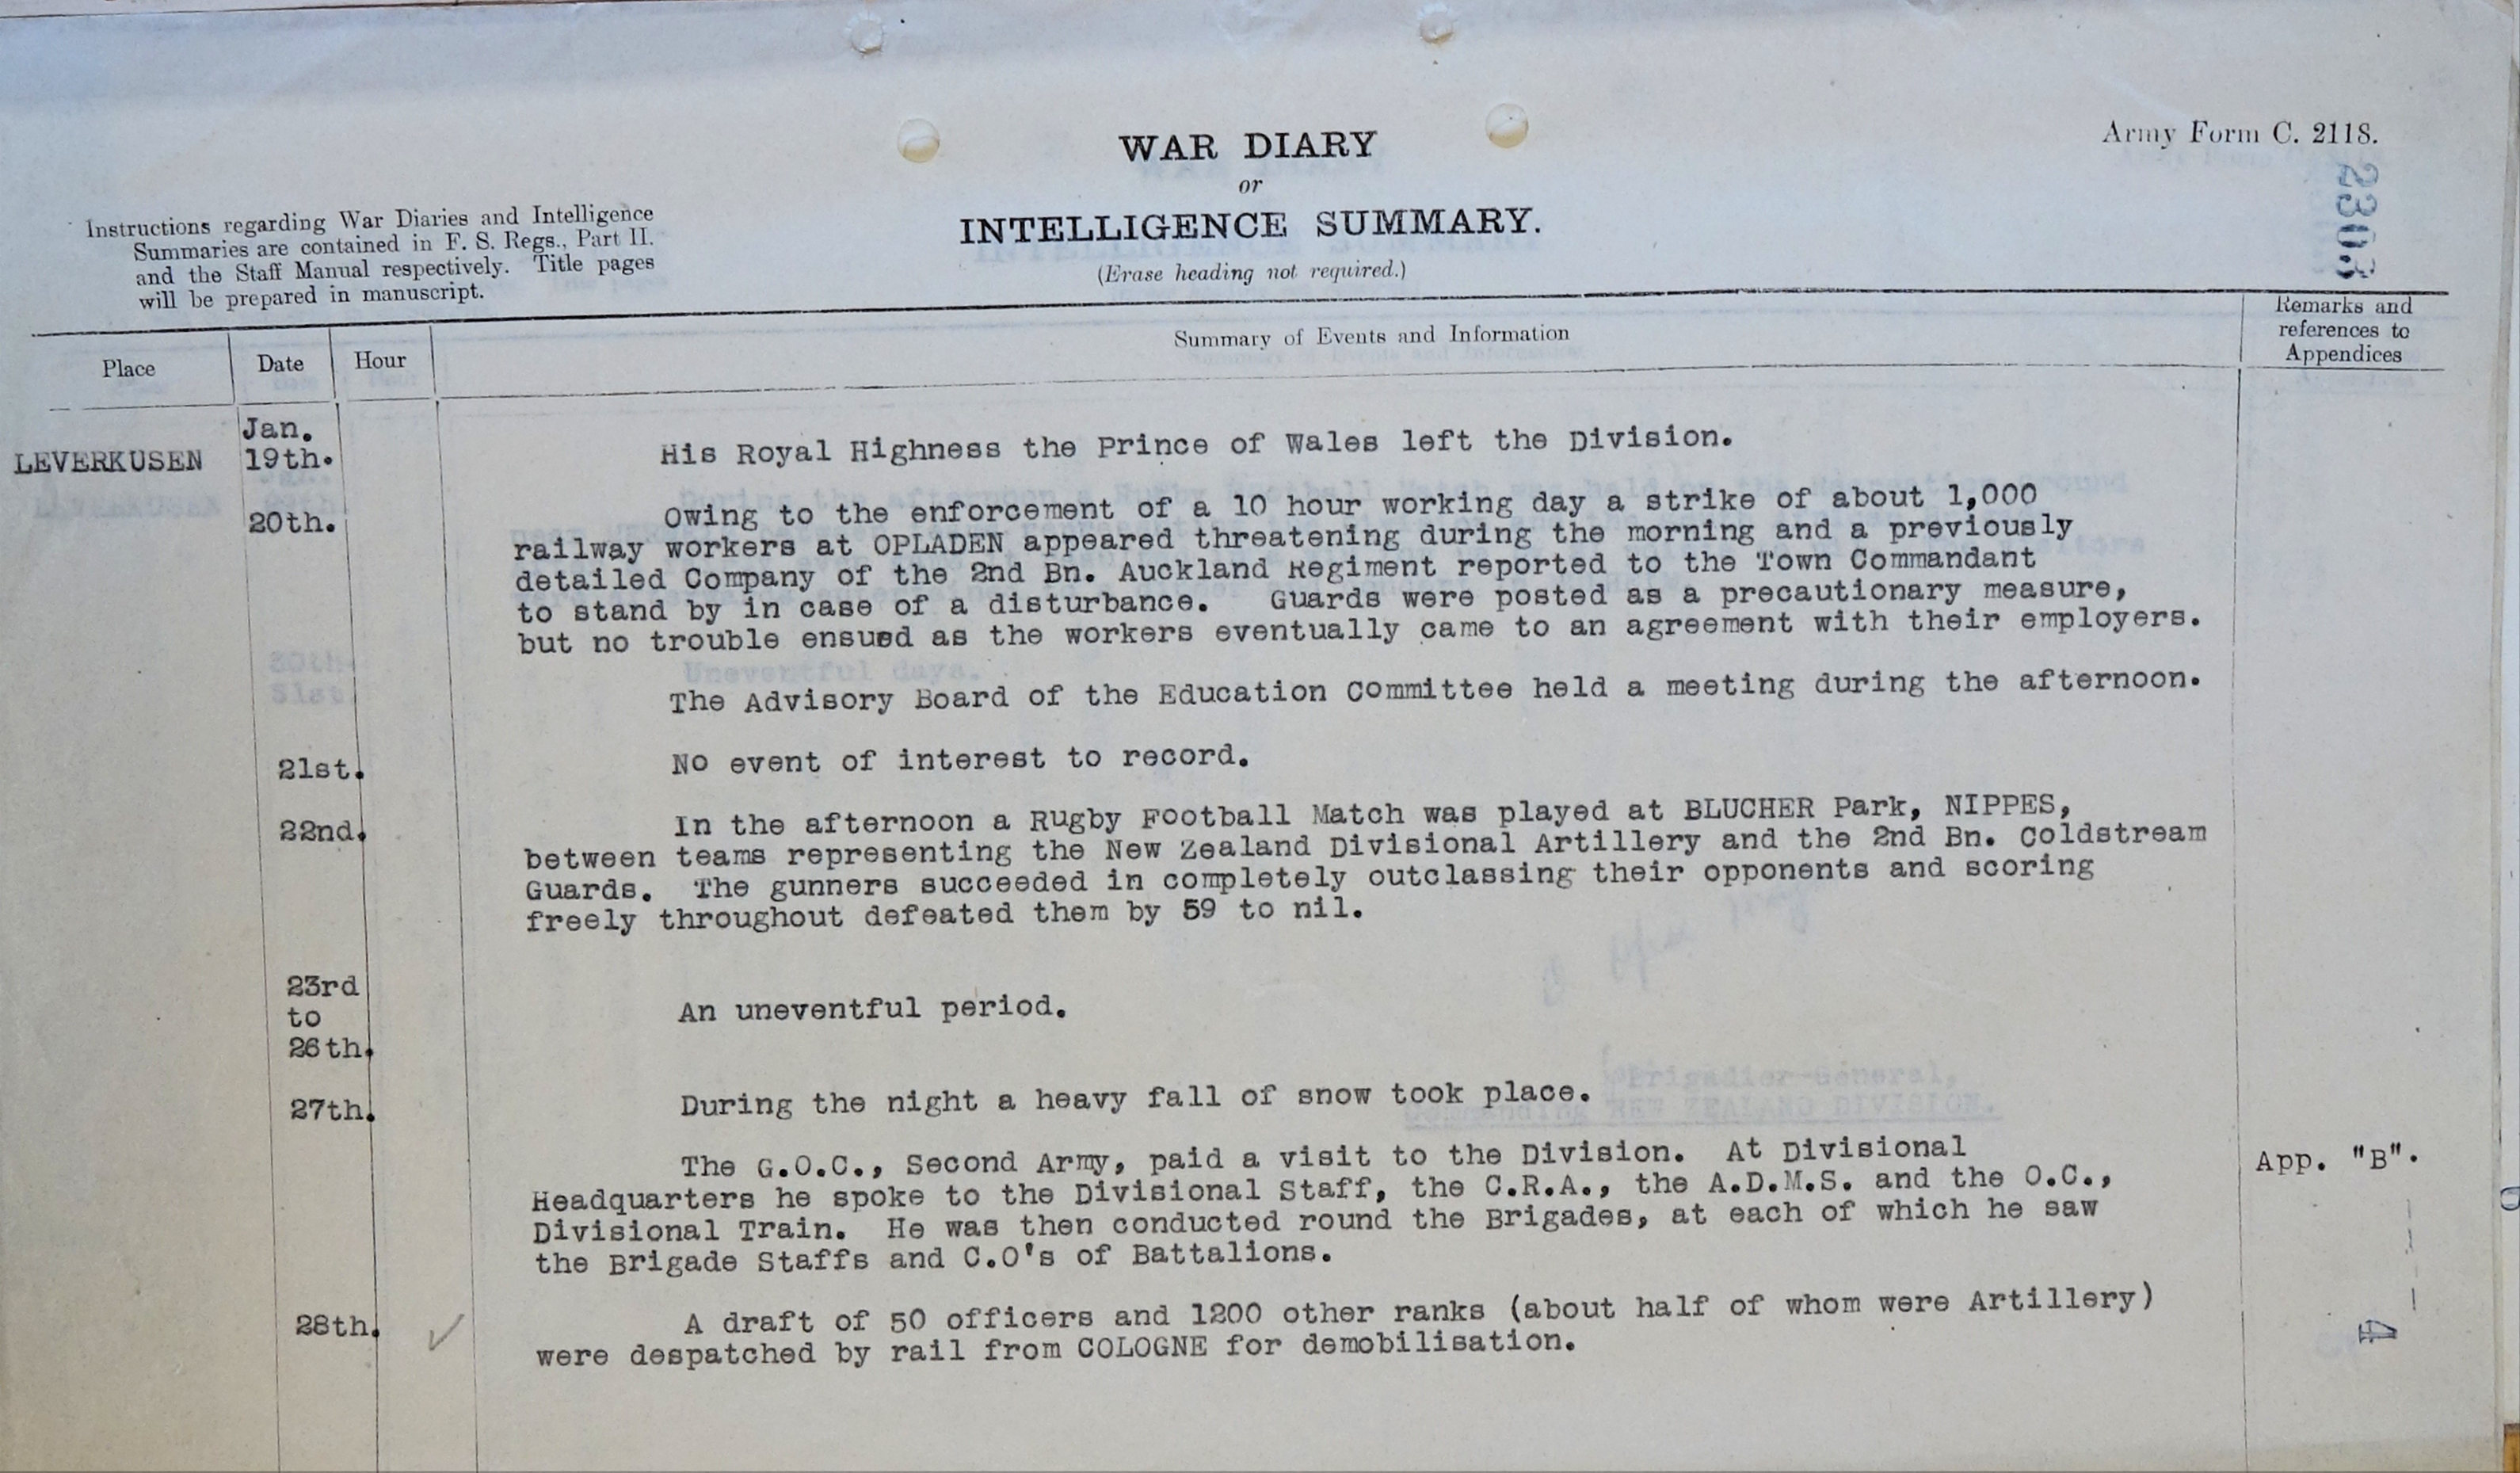 Army Form C. 2118.
2303
WAR DIARY
or
INTELLIGENCE SUMMARY.
(Erase heading not required.)
Instructions regarding War Diaries and Intelligence
Summaries are contained in F. S. Regs., Part II.
and the Staff Manual respectively. Title pages
will be prepared in manuscript.
Place Date Hour Summary of Events and Information Remarks and
references to
Appendices
Jan.
LEVERKUSEN 19th. His Royal Highness the Prince of Wales left the Division.
20th. Owing to the enforcement of a 10 hour working day a strike of about 1,000
railway workers at OPLADEN appeared threatening during the morning and a previously
detailed Company of the 2nd Bn. Auckland Regiment reported to the Town Commandant
to stand by in case of a disturbance. Guards were posted as a precautionary measure,
but no trouble ensued as the workers eventually came to an agreement with their employers.
The Advisory Board of the Education Committee held a meeting during the afternoon.
21st. No event of interest to record.
22nd. In the afternoon a Rugby Football Match was played at BLUCHER Park, NIPPES,
between teams representing the New Zealand Divisional Artillery and the 2nd Bn. Coldstream
Guards. The gunners succeeded in completely outclassing their opponents and scoring
freely throughout defeated them by 59 to nil.
23rd
to An uneventful period.
26th.
27th. During the night a heavy fall of snow took place.
The G.O.C., Second Army, paid a visit to the Division. At Divisional App. "B".
Headquarters he spoke to the Divisional Staff, the C.R.A., the A.D.M.S. and the O.C.,
Divisional Train. He was then conducted round the Brigades, at each of which he saw
the Brigade Staffs and C.O's of Battalions.
28th. A draft of 50 officers and 1200 other ranks (about half of whom were Artillery)
were despatched by rail from COLOGNE for demobilisation.
4